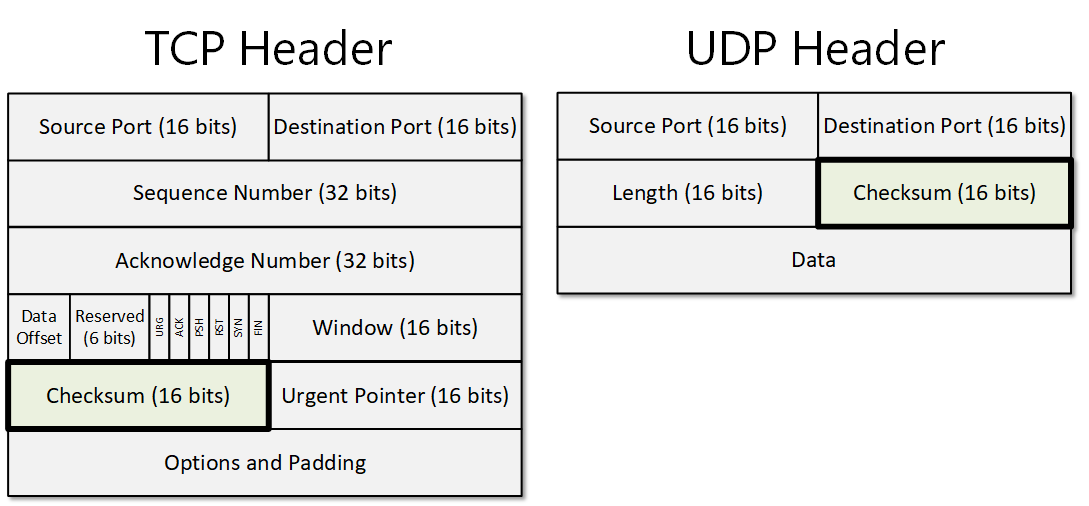 TCP Header
Source Port (16 bits)
Destination Port (16 bits)
Sequence Number (32 bits)
Acknowledge Number (32 bits)
Data
Offset
Reserved
(6 bits)
URG
ACK
PSH
RST
SYN
FIN
Window (16 bits)
Checksum (16 bits)
Urgent Pointer (16 bits)
Options and Padding
UDP Header
Source Port (16 bits)
Destination Port (16 bits)
Length (16 bits)
Checksum (16 bits)
Data